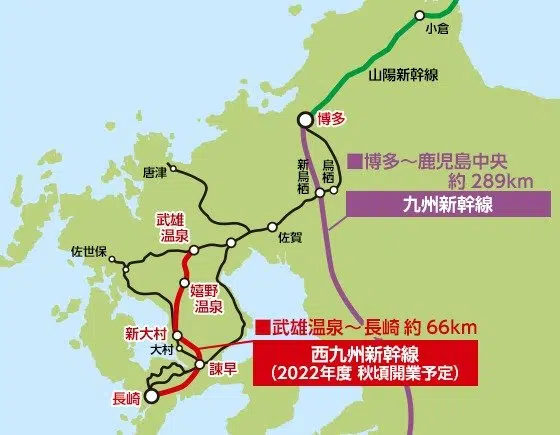 小倉
山陽新幹線
博多
鳥栖
新鳥栖
■博多～鹿児島中央
約 289km
九州新幹線
唐津
佐賀
武雄
温泉
佐世保
嬉野
温泉
■武雄温泉～長崎 約 66km
西九州新幹線
（2022年度 秋頃開業予定）
新大村
大村
諫早
長崎